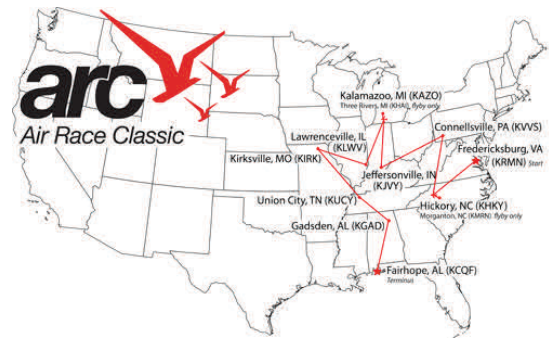 arc
Air Race Classic
Kalamazoo, MI (KAZO)
Three Rivers, MI (KHAI), flyby only
Connellsville, PA (KVVS)
Lawrenceville, IL
(KLWV)
Fredericksburg, VA
(KRMN) Start
Kirksville, MO (KIRK)
Jeffersonville, IN
(KJVY)
Union City, TN (KUCY)
Hickory, NC (KHKY)
Morganton, NC (KMRN) flyby only
Gadsden, AL (KGAD)
Fairhope, AL (KCQF)
Terminus